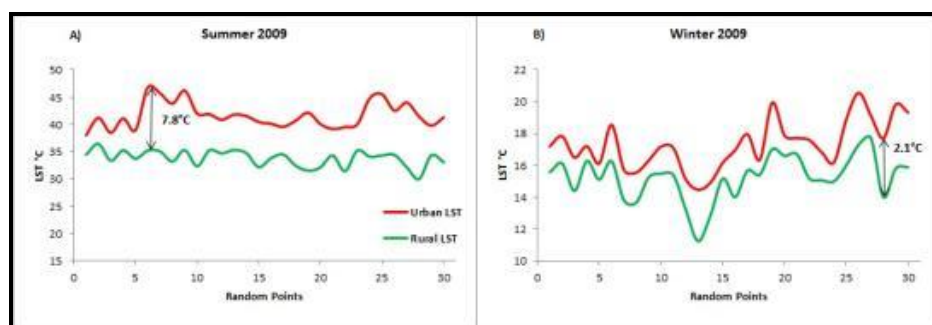 A) Summer 2009
50
45
40
35
30
25
20
15
LST °C
7.8°C
Urban LST
Rural LST
0 5 10 15 20 25 30
Random Points
B) Winter 2009
22
20
18
16
14
12
10
LST °C
2.1°C
0 5 10 15 20 25 30
Random Points